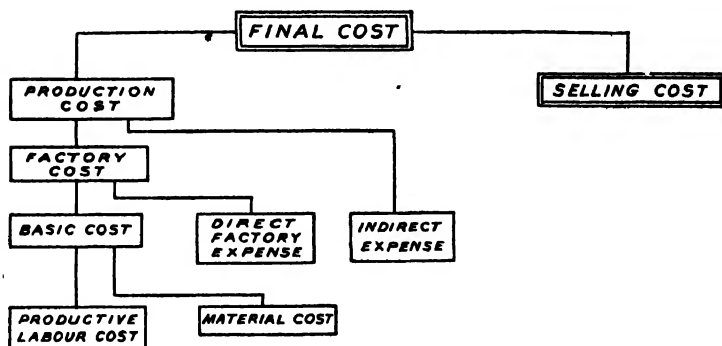 FINAL COST
SELLING COST
PRODUCTION
COST
FACTORY
COST
BASIC COST
DIRECT
FACTORY
EXPENSE
INDIRECT
EXPENSE
PRODUCTIVE
LABOUR COST
MATERIAL COST